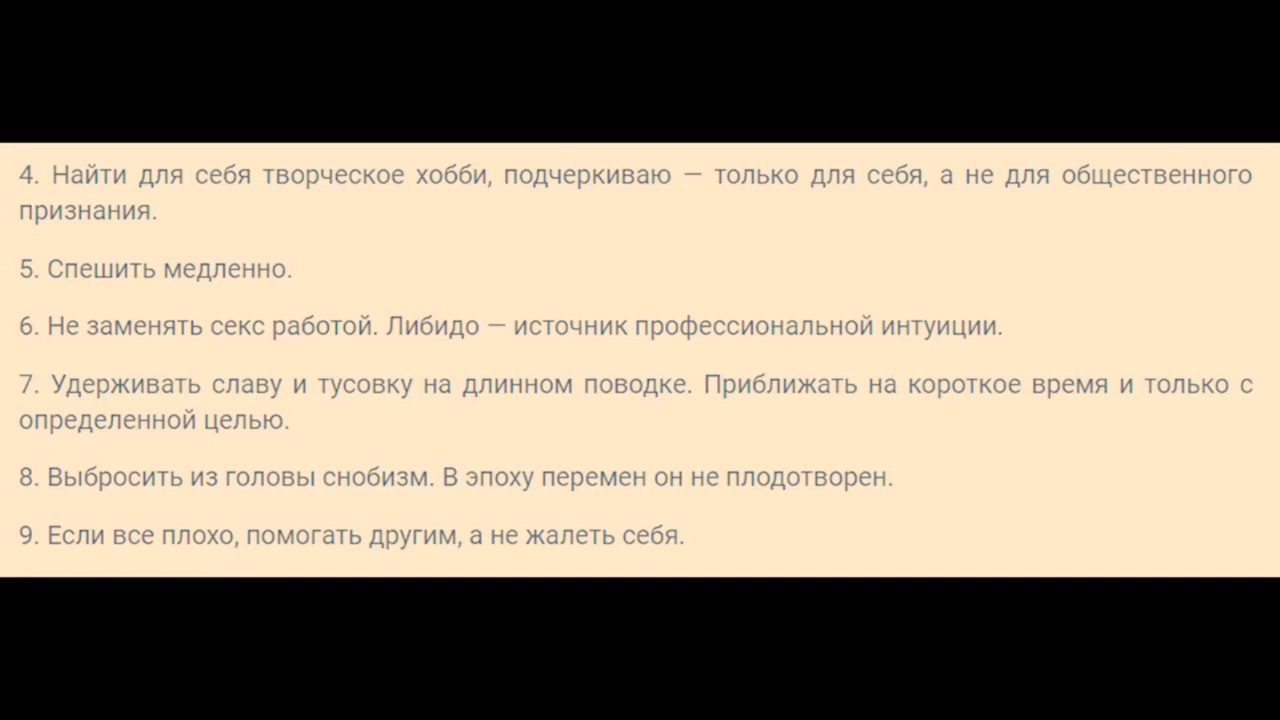 4. Найти для себя творческое хобби, подчеркиваю — только для себя, а не для общественного
признания.
5. Спешить медленно.
6. Не заменять секс работой. Либидо — источник профессиональной интуиции.
7. Удерживать славу и тусовку на длинном поводке. Приближать на короткое время и только с
определенной целью.
8. Выбросить из головы снобизм. В эпоху перемен он не плодотворен.
9. Если все плохо, помогать другим, а не жалеть себя.